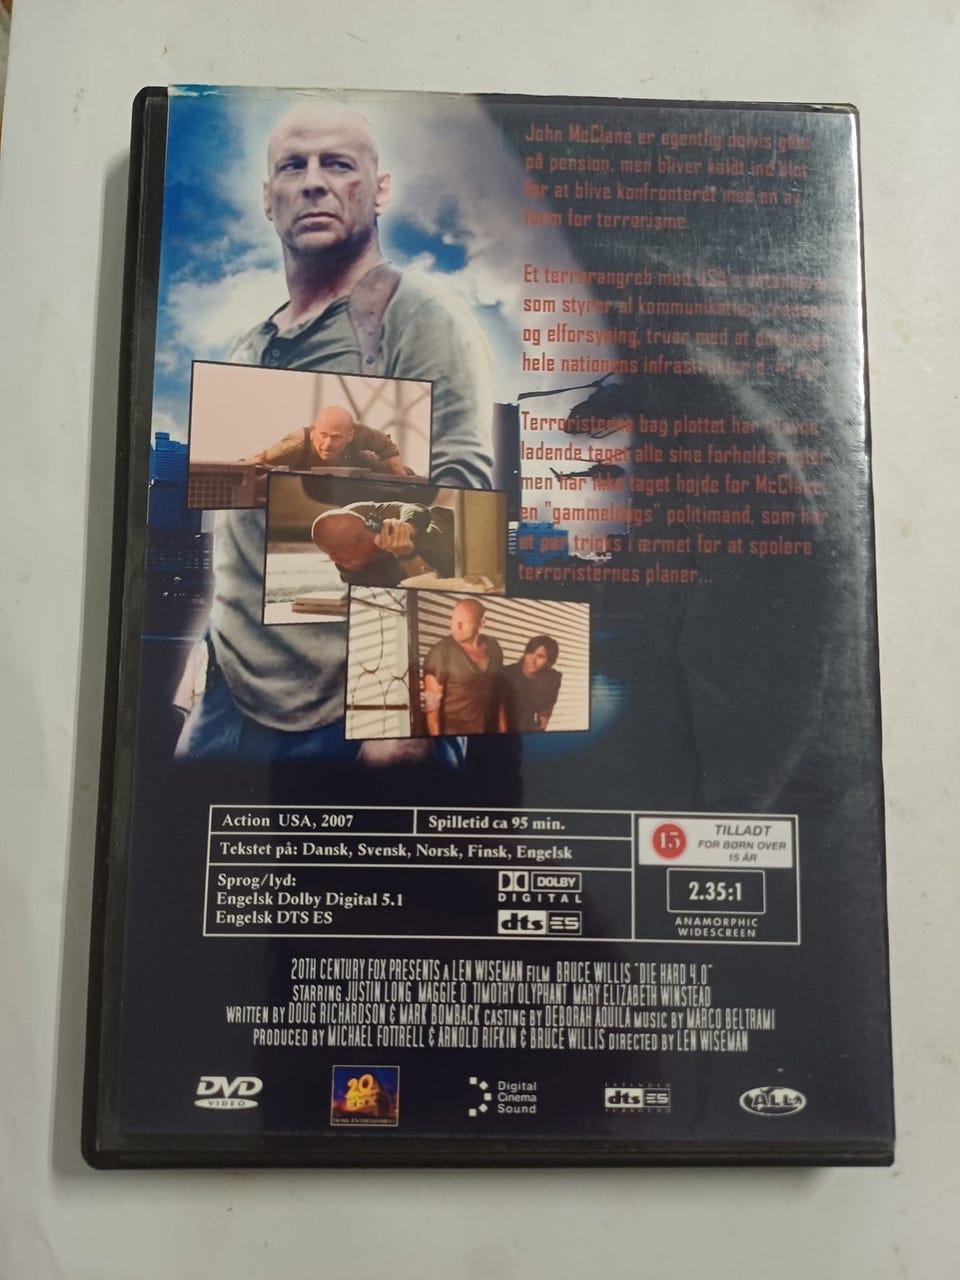 John McClane er egentlig delvis gået
på pension, men bliver kaldt ind blot
for at blive konfronteret med en ny
form for terrorisme.
Et terrorangreb mod USA's
som styrer al kommunikation,
og elforsyning, truer med at
hele nationens infrastruktur
Terroristerne bag plottet har
ladende taget alle sine forholdsregler
men har ikke taget højde for McClane
en "gammeldags" politimand, som har
et par tricks i ærmet for at spolere
terroristernes planer...
Action USA, 2007
Spilletid ca 95 min.
Tekstet på: Dansk, Svensk, Norsk, Finsk, Engelsk
Sprog/lyd:
Engelsk Dolby Digital 5.1
Engelsk DTS ES
DOLBY
DIGITAL
dts ES
15
TILLADT
FOR BØRN OVER
15 ÅR
2.35:1
ANAMORPHIC
WIDESCREEN
20TH CENTURY FOX PRESENTS A LEN WISEMAN FILM BRUCE WILLIS "DIE HARD 4.0"
STARRING JUSTIN LONG MAGGIE Q TIMOTHY OLYPHANT MARY ELIZABETH WINSTEAD
WRITTEN BY DOUG RICHARDSON & MARK BOMBACK CASTING BY DEBORAH AQUILA MUSIC BY MARCO BELTRAMI
PRODUCED BY MICHAEL FOTTRELL & ARNOLD RIFKIN & BRUCE WILLIS DIRECTED BY LEN WISEMAN
DVD
VIDEO
20
HOME ENTERTAINMENT
Digital
Cinema
Sound
EXTENDED
dts ES
SURROUND
ALL